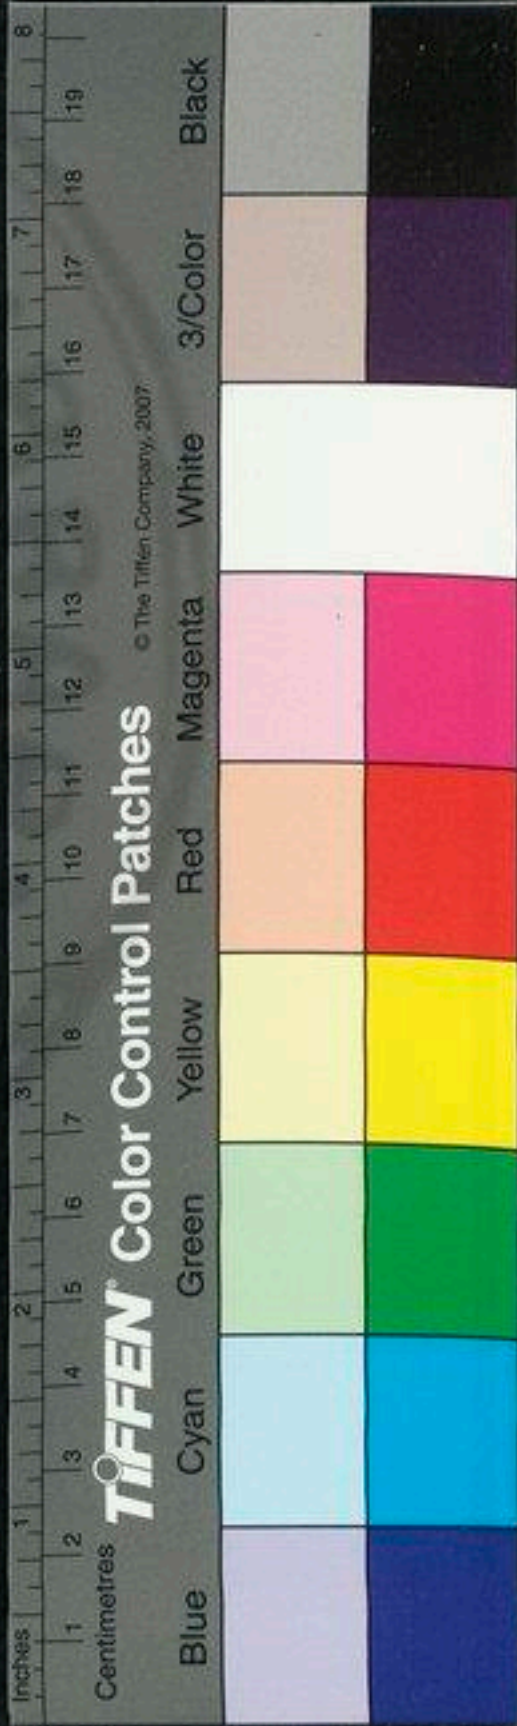 Inches 1 2 3 4 5 6 7 8
Centimetres 1 2 3 4 5 6 7 8 9 10 11 12 13 14 15 16 17 18 19
TIFFEN® Color Control Patches
© The Tiffen Company, 2007
Blue Cyan Green Yellow Red Magenta White 3/Color Black